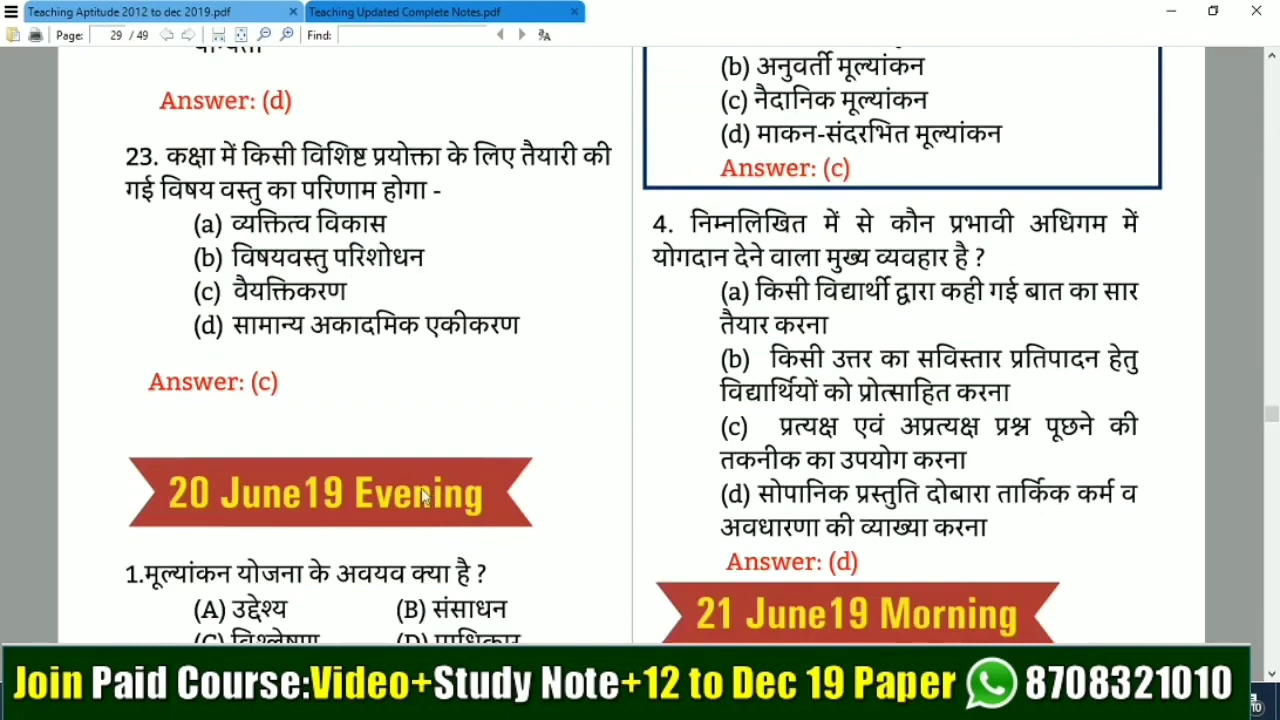 Teaching Aptitude 2012 to dec 2019.pdf
Teaching Updated Complete Notes.pdf
Page: 29 / 49 Find:
Answer: (d)
23. कक्षा में किसी विशिष्ट प्रयोक्ता के लिए तैयारी की
गई विषय वस्तु का परिणाम होगा -
(a) व्यक्तित्व विकास
(b) विषयवस्तु परिशोधन
(c) वैयक्तिकरण
(d) सामान्य अकादमिक एकीकरण
Answer: (c)
20 June19 Evening
1.मूल्यांकन योजना के अवयव क्या है ?
(A) उद्देश्य (B) संसाधन
(C) विश्लेषण (D) प्राधिकार
(b) अनुवर्ती मूल्यांकन
(c) नैदानिक मूल्यांकन
(d) माकन-संदरभित मूल्यांकन
Answer: (c)
4. निम्नलिखित में से कौन प्रभावी अधिगम में
योगदान देने वाला मुख्य व्यवहार है ?
(a) किसी विद्यार्थी द्वारा कही गई बात का सार
तैयार करना
(b) किसी उत्तर का सविस्तार प्रतिपादन हेतु
विद्यार्थियों को प्रोत्साहित करना
(c) प्रत्यक्ष एवं अप्रत्यक्ष प्रश्न पूछने की
तकनीक का उपयोग करना
(d) सोपानिक प्रस्तुति दोबारा तार्किक कर्म व
अवधारणा की व्याख्या करना
Answer: (d)
21 June19 Morning
Join Paid Course:Video+Study Note+12 to Dec 19 Paper 8708321010